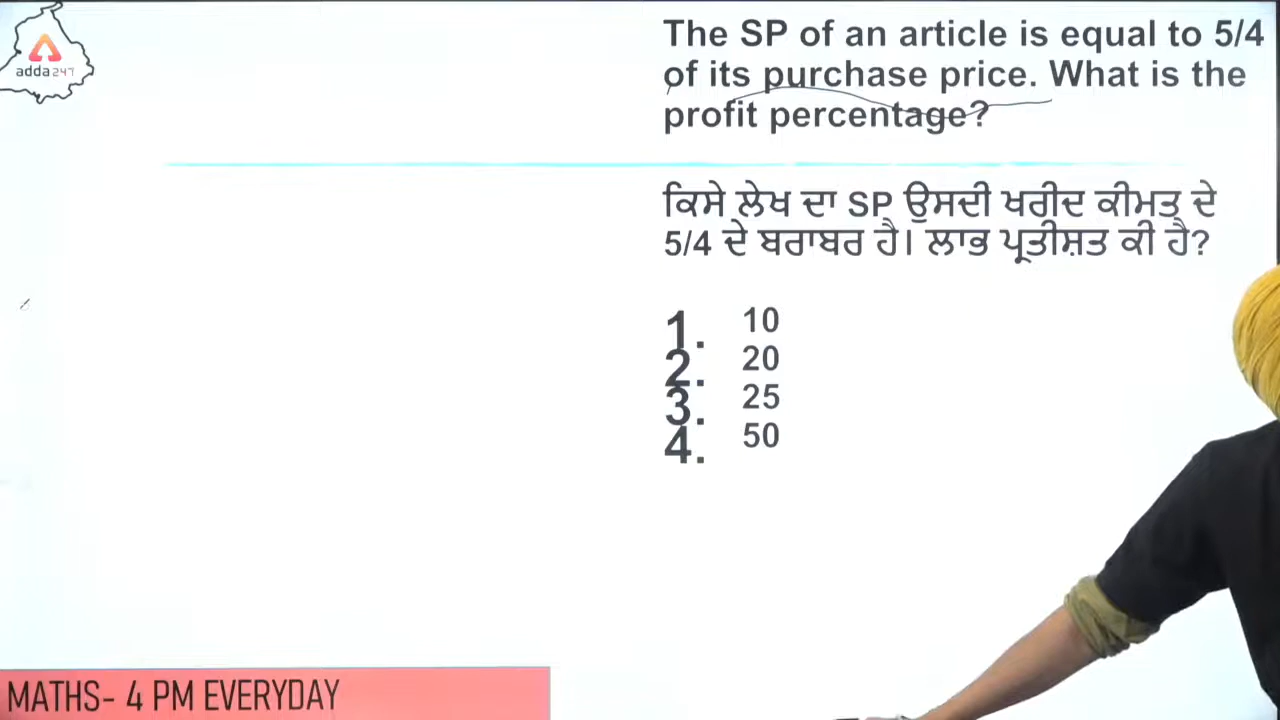 adda247
The SP of an article is equal to 5/4
of its purchase price. What is the
profit percentage?
ਕਿਸੇ ਲੇਖ ਦਾ SP ਉਸਦੀ ਖਰੀਦ ਕੀਮਤ ਦੇ
5/4 ਦੇ ਬਰਾਬਰ ਹੈ। ਲਾਭ ਪ੍ਰਤੀਸ਼ਤ ਕੀ ਹੈ?
1. 10
2. 20
3. 25
4. 50
MATHS- 4 PM EVERYDAY